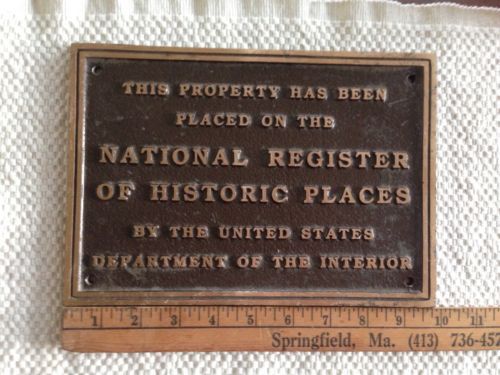 THIS PROPERTY HAS BEEN
PLACED ON THE
NATIONAL REGISTER
OF HISTORIC PLACES
BY THE UNITED STATES
DEPARTMENT OF THE INTERIOR
1 2 3 4 5 6 7 8 9 10 11
Springfield, Ma. (413) 736-457